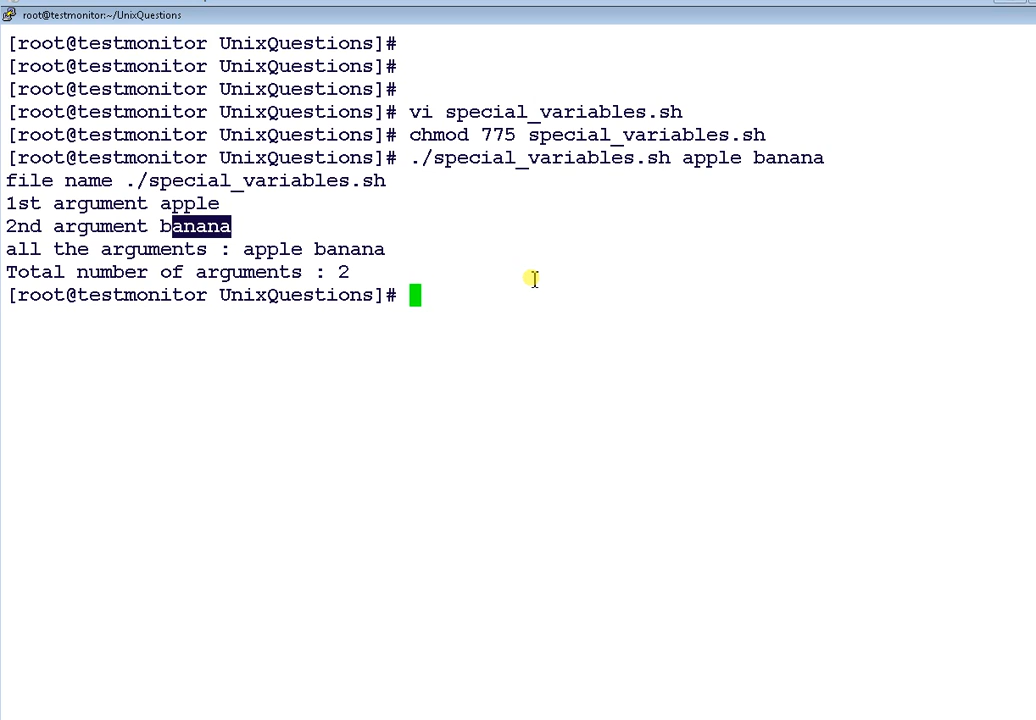 root@testmonitor:~/UnixQuestions
[root@testmonitor UnixQuestions]#
[root@testmonitor UnixQuestions]#
[root@testmonitor UnixQuestions]#
[root@testmonitor UnixQuestions]# vi special_variables.sh
[root@testmonitor UnixQuestions]# chmod 775 special_variables.sh
[root@testmonitor UnixQuestions]# ./special_variables.sh apple banana
file name ./special_variables.sh
1st argument apple
2nd argument banana
all the arguments : apple banana
Total number of arguments : 2
[root@testmonitor UnixQuestions]#